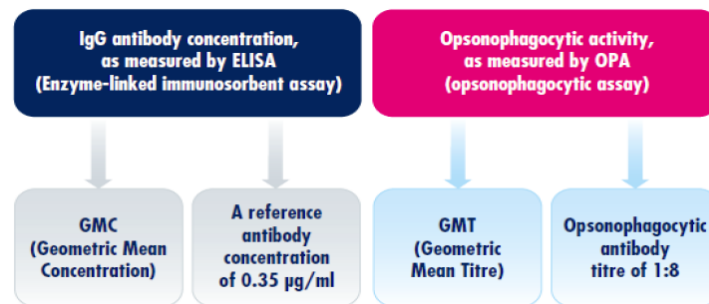 IgG antibody concentration,
as measured by ELISA
(Enzyme-linked immunosorbent assay)
Opsonophagocytic activity,
as measured by OPA
(opsonophagocytic assay)
GMC
(Geometric Mean
Concentration)
A reference
antibody
concentration
of 0.35 µg/ml
GMT
(Geometric
Mean Titre)
Opsonophagocytic
antibody
titre of 1:8